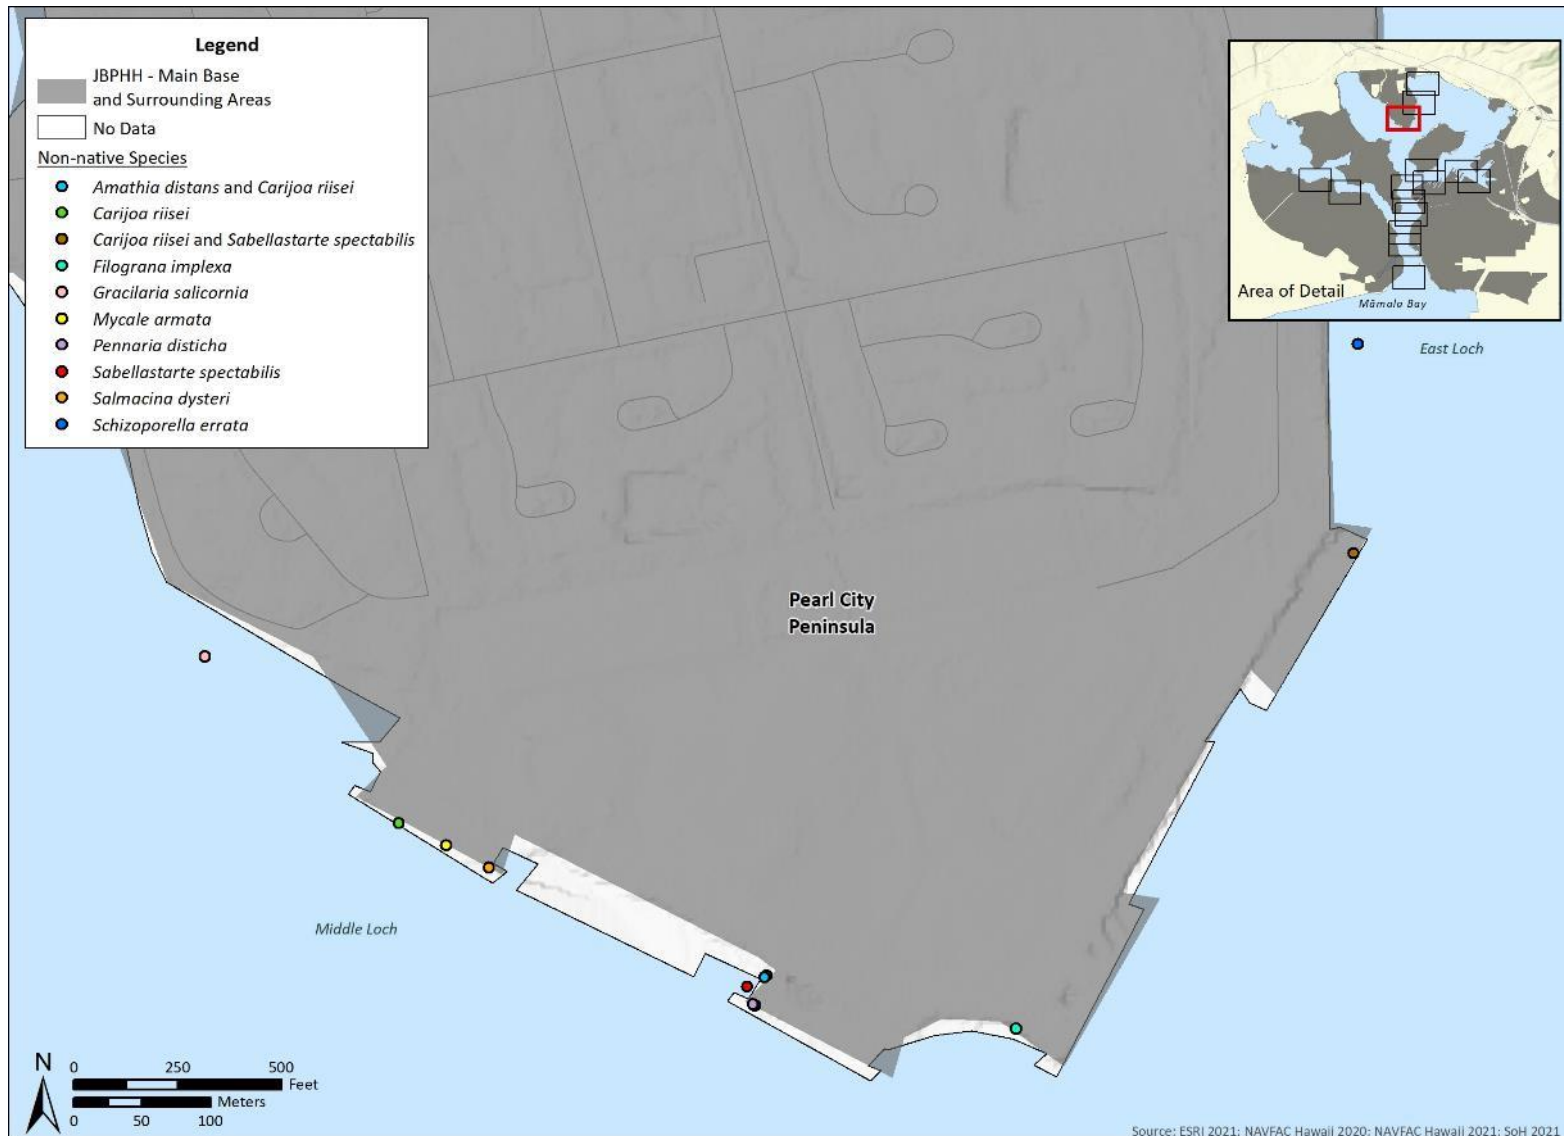 Legend
JBPHH - Main Base
and Surrounding Areas
No Data
Non-native Species
Amathia distans and Carijoa riisei
Carijoa riisei
Carijoa riisei and Sabellastarte spectabilis
Filograna implexa
Gracilaria salicornia
Mycale armata
Pennaria disticha
Sabellastarte spectabilis
Salmacina dysteri
Schizoporella errata
Area of Detail
Māmala Bay
East Loch
Pearl City
Peninsula
Middle Loch
N
0 250 500
Feet
Meters
0 50 100
Source: ESRI 2021; NAVFAC Hawaii 2020; NAVFAC Hawaii 2021; SoH 2021